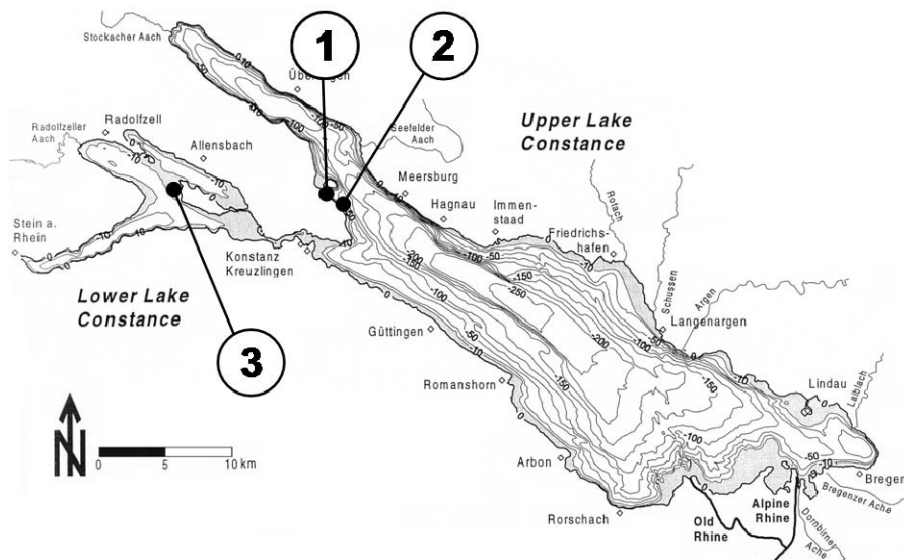 Stockacher Aach
1
2
Überlingen
Radolfzell
Radolfzeller
Aach
Allensbach
Seefelder
Aach
Upper Lake
Constance
Meersburg
Hagnau
Immen-
staad
Rotach
Friedrichs-
hafen
Stein a.
Rhein
Konstanz
Kreuzlingen
Schussen
Argen
Langenargen
Lower Lake
Constance
Güttingen
3
Romanshorn
Lindau
Laiblach
N
0 5 10 km
Arbon
Bregen
Bregenzer Ache
Alpine
Rhine
Old
Rhine
Rorschach
Dornbirner
Ache
0
-10
-50
-100
-150
-200
-250